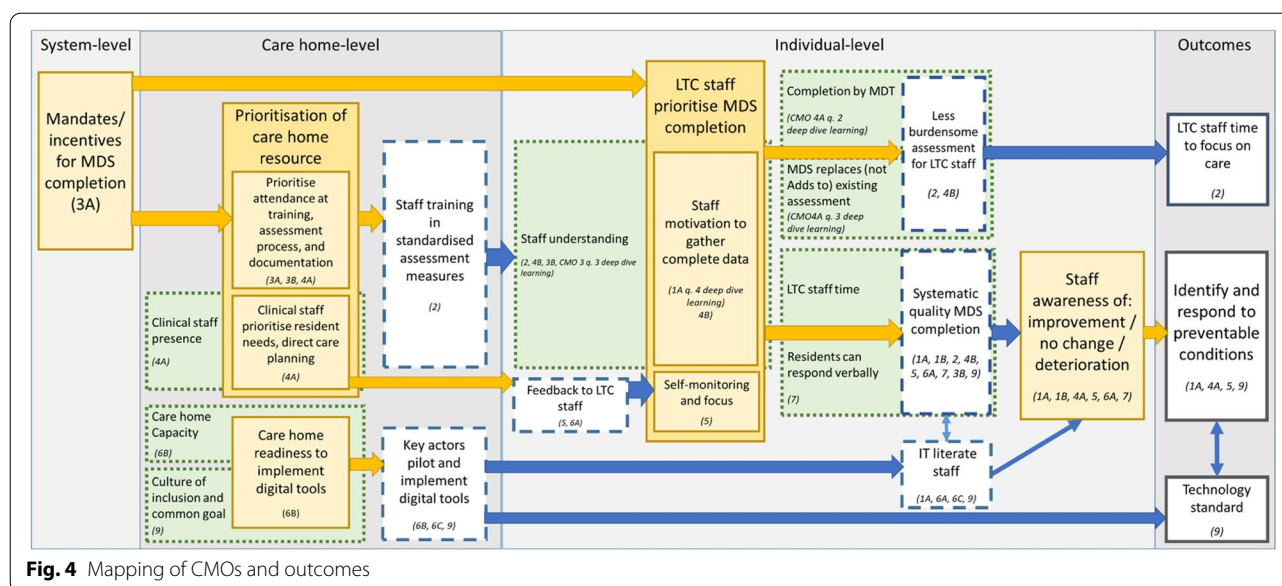 System-level
Care home-level
Individual-level
Outcomes
Mandates/
incentives
for MDS
completion
(3A)
Prioritisation of
care home
resource
Prioritise
attendance at
training,
assessment
process, and
documentation
(3A, 3B, 4A)
Clinical staff
prioritise resident
needs, direct care
planning
(4A)
Clinical staff
presence
(4A)
Care home
Capacity
(6B)
Culture of
inclusion and
common goal
(9)
Care home
readiness to
implement
digital tools
(6B)
Staff training
in
standardised
assessment
measures
(2)
Key actors
pilot and
implement
digital tools
(6B, 6C, 9)
Staff understanding
(2, 4B, 3B, CMO 3 q. 3 deep dive
learning)
Feedback to LTC
staff
(5, 6A)
LTC staff
prioritise MDS
completion
Staff
motivation to
gather
complete data
(1A q. 4 deep dive
learning)
4B)
Self-monitoring
and focus
(5)
Completion by MDT
(CMO 4A q. 2
deep dive learning)
MDS replaces (not
Adds to) existing
assessment
(CMO4A q. 3 deep
dive learning)
Less
burdensome
assessment
for LTC staff
(2, 4B)
LTC staff time
Residents can
respond verbally
(7)
Systematic
quality MDS
completion
(1A, 1B, 2, 4B,
5, 6A, 7, 3B, 9)
IT literate
staff
(1A, 6A, 6C, 9)
Staff
awareness of:
improvement /
no change /
deterioration
(1A, 1B, 4A, 5, 6A, 7)
LTC staff time
to focus on
care
(2)
Identify and
respond to
preventable
conditions
(1A, 4A, 5, 9)
Technology
standard
(9)
Fig. 4 Mapping of CMOs and outcomes